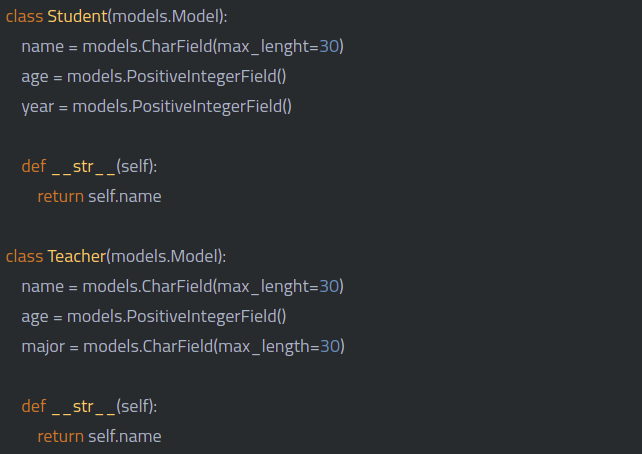 class Student(models.Model):
name = models.CharField(max_lenght=30)
age = models.PositiveIntegerField()
year = models.PositiveIntegerField()
def __str__(self):
return self.name
class Teacher(models.Model):
name = models.CharField(max_lenght=30)
age = models.PositiveIntegerField()
major = models.CharField(max_length=30)
def __str__(self):
return self.name